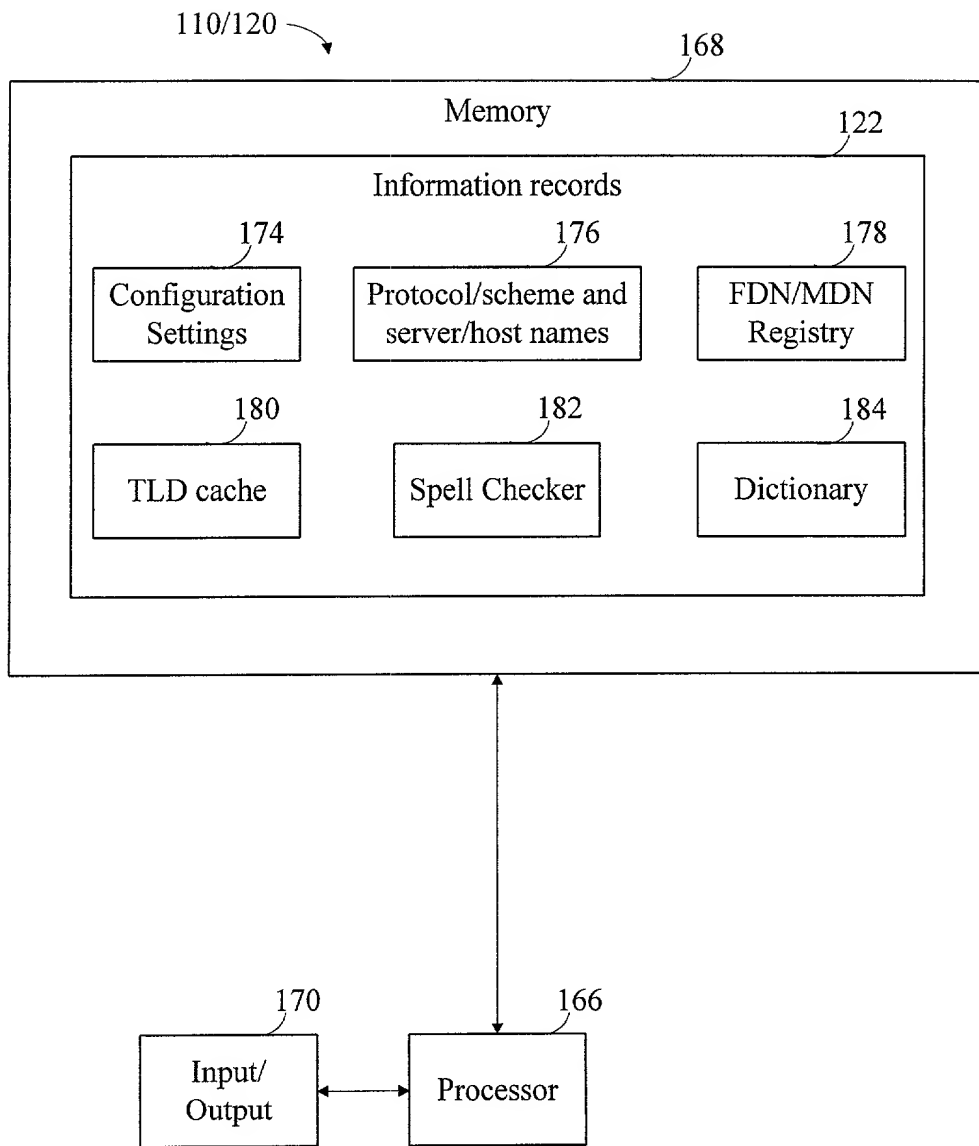 110/120
168
Memory
122
Information records
174
176
178
Configuration
Settings
Protocol/scheme and
server/host names
FDN/MDN
Registry
180
182
184
TLD cache
Spell Checker
Dictionary
170
166
Input/
Output
Processor